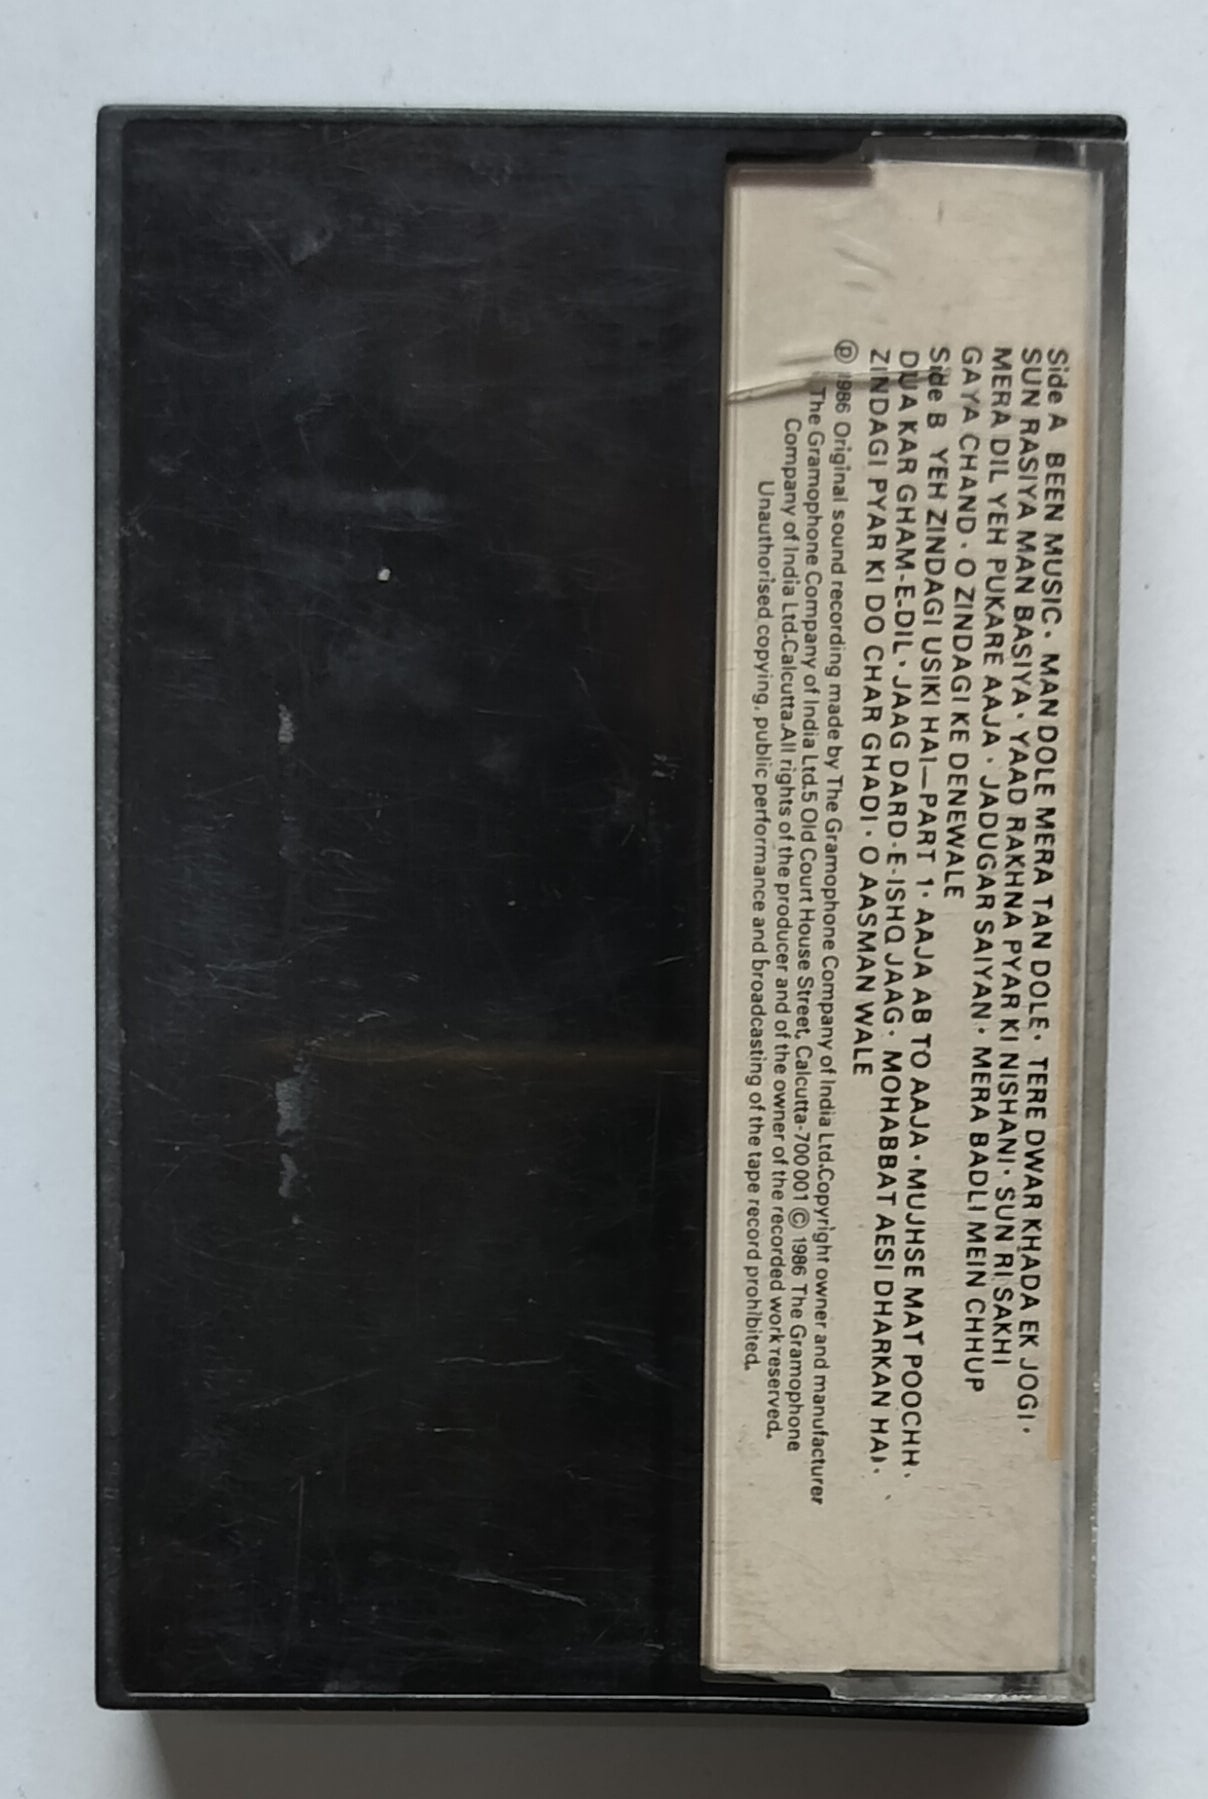 Side A BEEN MUSIC · MAN DOLE MERA TAN DOLE · TERE DWAR KHADA EK JOGI ·
SUN RASIYA MAN BASIYA · YAAD RAKHNA PYAR KI NISHANI · SUN RI SAKHI
MERA DIL YEH PUKARE AAJA · JADUGAR SAIYAN · MERA BADLI MEIN CHHUP
GAYA CHAND · O ZINDAGI KE DENEWALE
Side B YEH ZINDAGI USIKI HAI—PART 1 · AAJA AB TO AAJA · MUJHSE MAT POOCHH ·
DUA KAR GHAM-E-DIL · JAAG DARD-E-ISHQ JAAG · MOHABBAT AESI DHARKAN HAI ·
ZINDAGI PYAR KI DO CHAR GHADI · O AASMAN WALE
℗ 1986 Original sound recording made by The Gramophone Company of India Ltd.Copyright owner and manufacturer
The Gramophone Company of India Ltd.5 Old Court House Street, Calcutta-700 001 © 1986 The Gramophone
Company of India Ltd.Calcutta.All rights of the producer and of the owner of the recorded work reserved.
Unauthorised copying, public performance and broadcasting of the tape record prohibited.